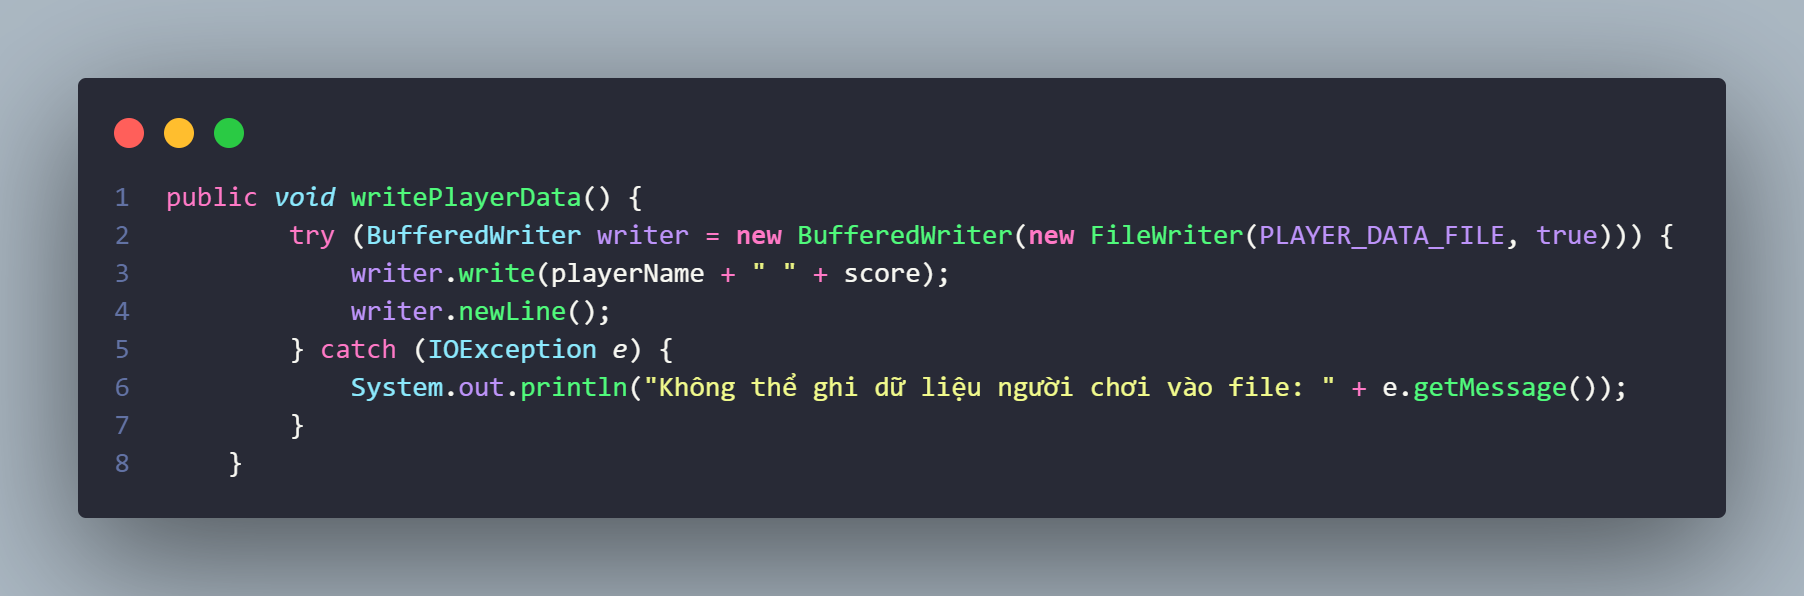 1 public void writePlayerData() {
2 try (BufferedWriter writer = new BufferedWriter(new FileWriter(PLAYER_DATA_FILE, true))) {
3 writer.write(playerName + " " + score);
4 writer.newLine();
5 } catch (IOException e) {
6 System.out.println("Không thể ghi dữ liệu người chơi vào file: " + e.getMessage());
7 }
8 }